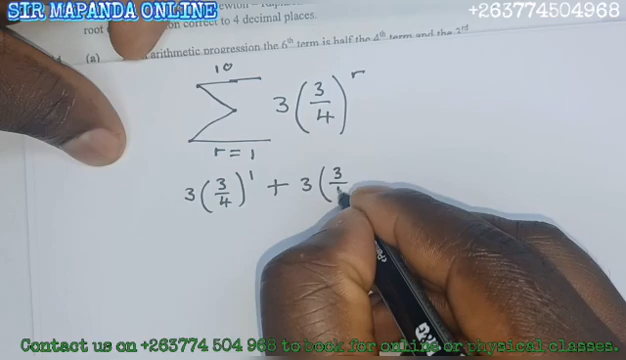 SIR MAPANDA ONLINE
+263774504968
root correct to 4 decimal places.
(a) arithmetic progression the 6th term is half the 4th term and the 3rd
10
∑ 3(3/4)^r
r = 1
3(3/4)^1 + 3(3/
Contact us on +263774 504 968 to book for online or physical classes.